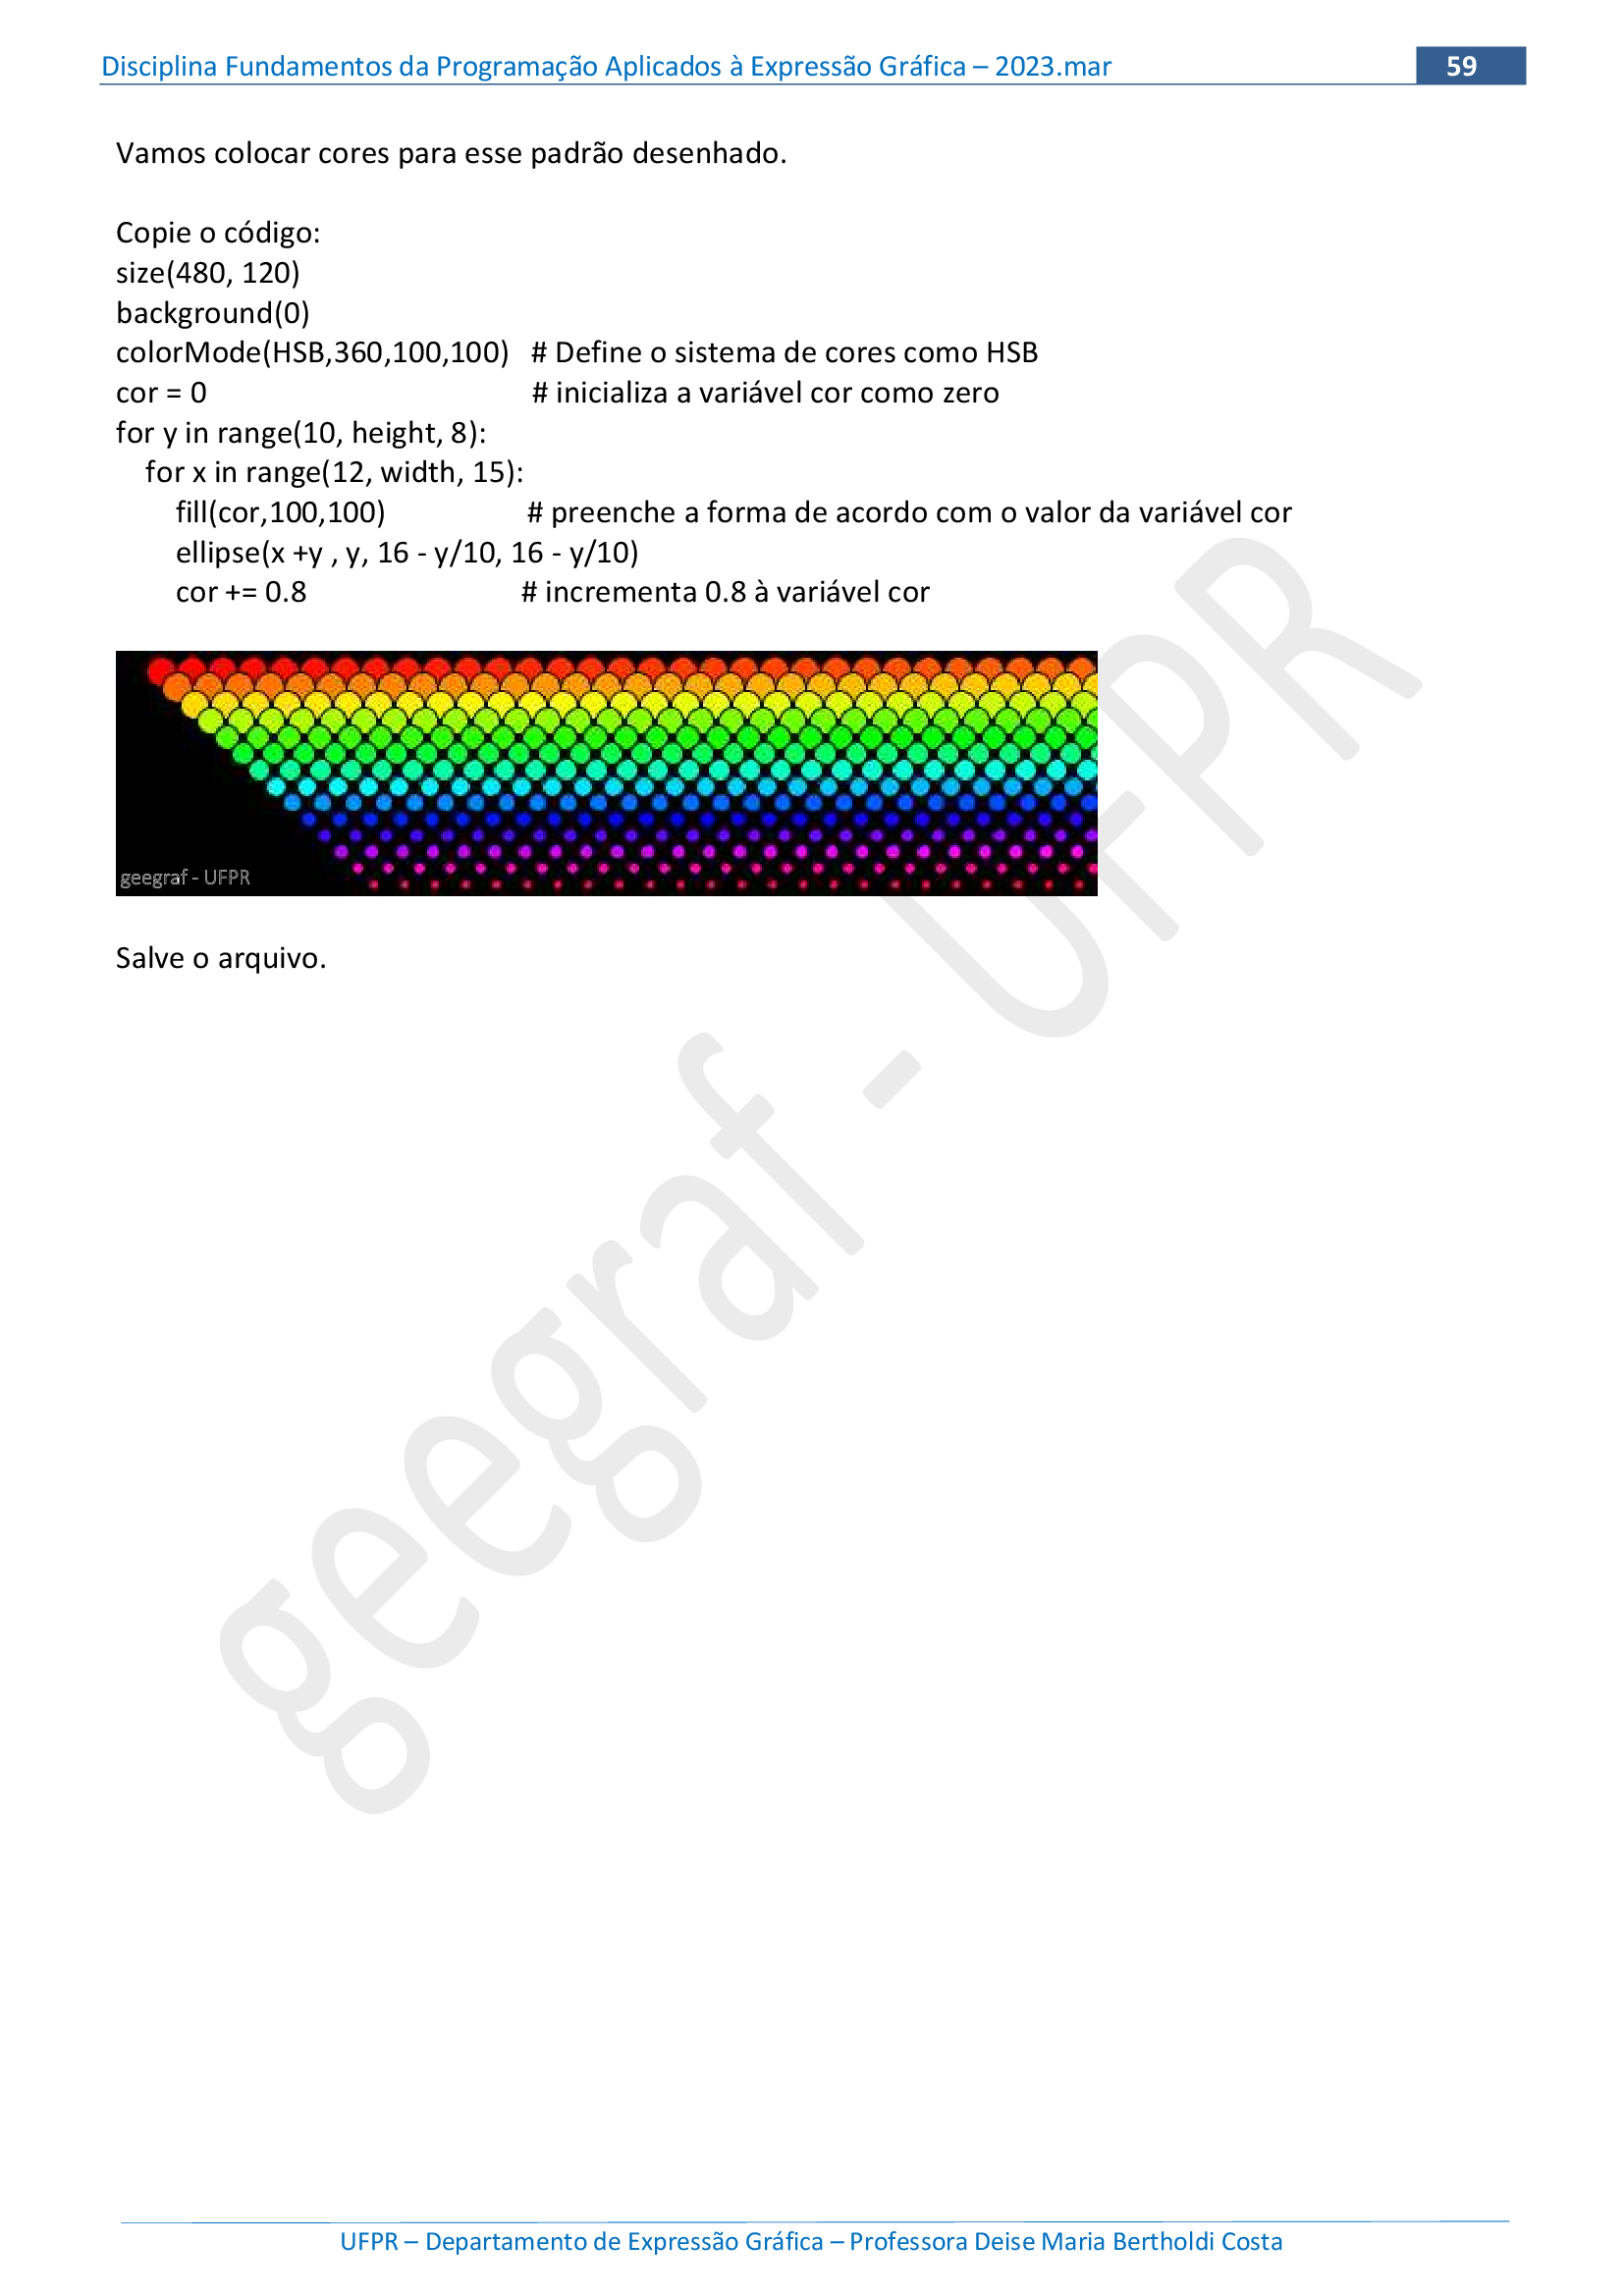 Disciplina Fundamentos da Programação Aplicados à Expressão Gráfica – 2023.mar 59
Vamos colocar cores para esse padrão desenhado.
Copie o código:
size(480, 120)
background(0)
colorMode(HSB,360,100,100) # Define o sistema de cores como HSB
cor = 0 # inicializa a variável cor como zero
for y in range(10, height, 8):
for x in range(12, width, 15):
fill(cor,100,100) # preenche a forma de acordo com o valor da variável cor
ellipse(x +y , y, 16 - y/10, 16 - y/10)
cor += 0.8 # incrementa 0.8 à variável cor
geegraf - UFPR
Salve o arquivo.
geegraf - UFPR
UFPR – Departamento de Expressão Gráfica – Professora Deise Maria Bertholdi Costa